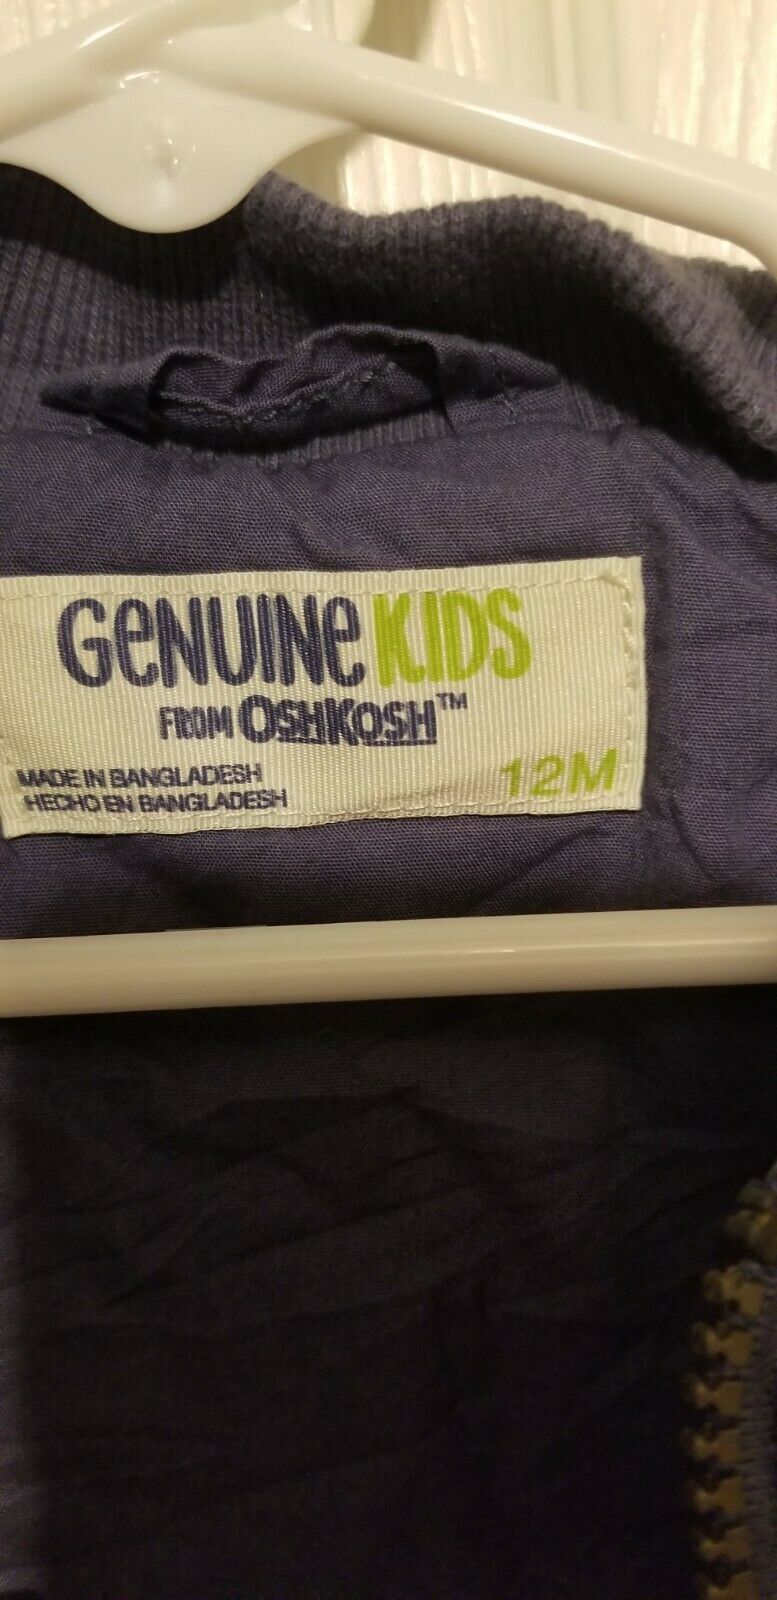 GENUINE KIDS
FROM OSHKOSH™
MADE IN BANGLADESH
HECHO EN BANGLADESH
12M